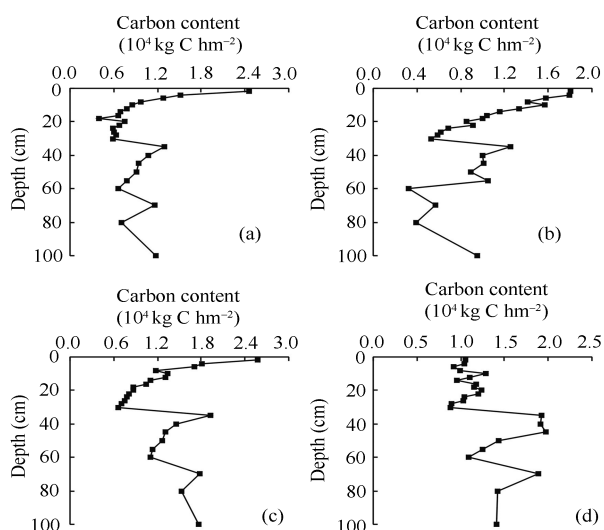 Carbon content
(10⁴ kg C hm⁻²)
0.0 0.6 1.2 1.8 2.4 3.0
0
20
40
60
80
100
Depth (cm)
(a)
Carbon content
(10⁴ kg C hm⁻²)
0.0 0.4 0.8 1.2 1.6 2.0
0
20
40
60
80
100
Depth (cm)
(b)
Carbon content
(10⁴ kg C hm⁻²)
0.0 0.6 1.2 1.8 2.4 3.0
0
20
40
60
80
100
Depth (cm)
(c)
Carbon content
(10⁴ kg C hm⁻²)
0.0 0.5 1.0 1.5 2.0 2.5
0
20
40
60
80
100
Depth (cm)
(d)